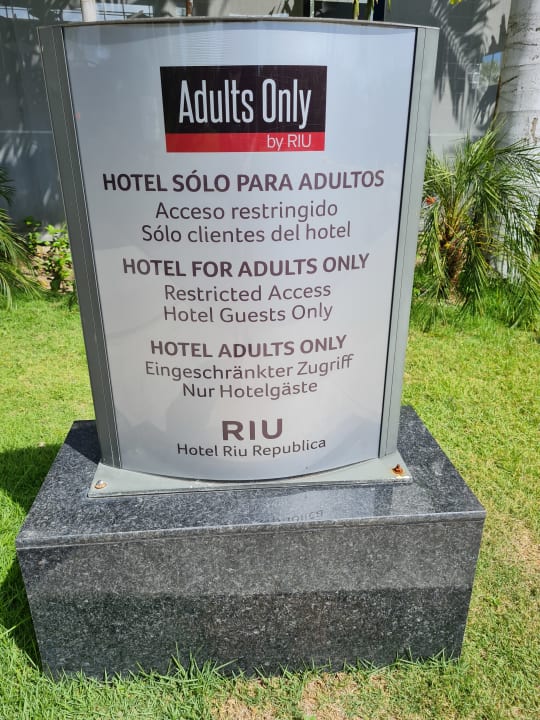 Adults Only
by RIU
HOTEL SÓLO PARA ADULTOS
Acceso restringido
Sólo clientes del hotel
HOTEL FOR ADULTS ONLY
Restricted Access
Hotel Guests Only
HOTEL ADULTS ONLY
Eingeschränkter Zugriff
Nur Hotelgäste
RIU
Hotel Riu Republica